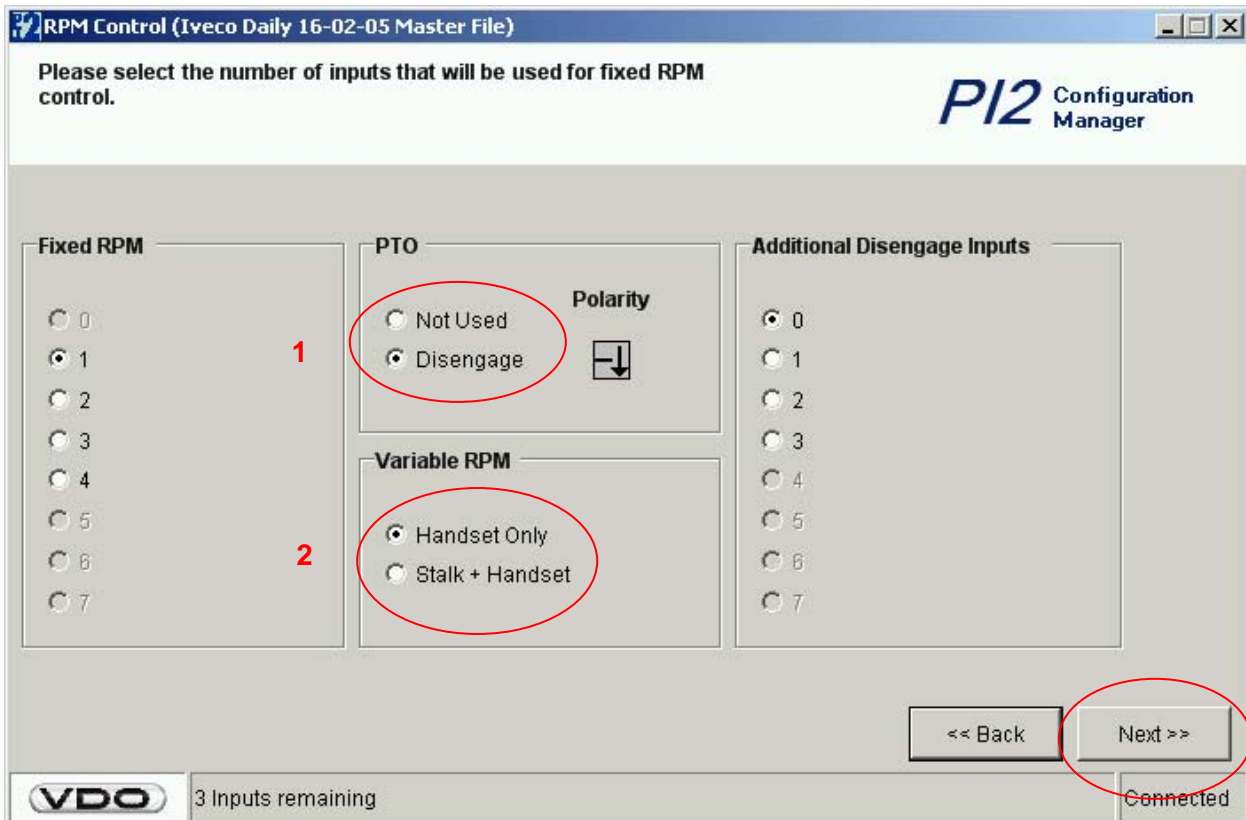 RPM Control (Iveco Daily 16-02-05 Master File)
Please select the number of inputs that will be used for fixed RPM
control.
PI2 Configuration
Manager
Fixed RPM
0
1
2
3
4
5
6
7
1
PTO
Not Used
Disengage
Polarity
2
Variable RPM
Handset Only
Stalk + Handset
Additional Disengage Inputs
0
1
2
3
4
5
6
7
<< Back
Next >>
VDO
3 Inputs remaining
Connected